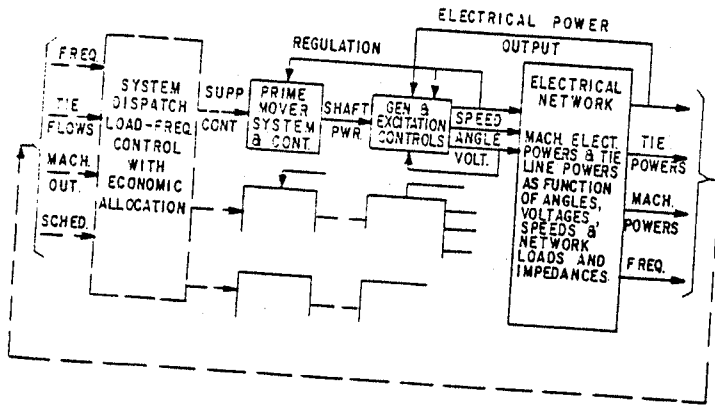 ELECTRICAL POWER
OUTPUT
REGULATION
FREQ.
TIE
FLOWS
MACH.
OUT.
SCHED.
SYSTEM
DISPATCH
LOAD-FREQ.
CONTROL
WITH
ECONOMIC
ALLOCATION
SUPP
CONT
PRIME
MOVER
SYSTEM
& CONT.
SHAFT
PWR.
GEN &
EXCITATION
CONTROLS
SPEED
ANGLE
VOLT.
ELECTRICAL
NETWORK
MACH. ELECT.
POWERS & TIE
LINE POWERS
AS FUNCTION
OF ANGLES,
VOLTAGES
SPEEDS &'
NETWORK
LOADS AND
IMPEDANCES.
TIE
POWERS
MACH.
POWERS
FREQ.